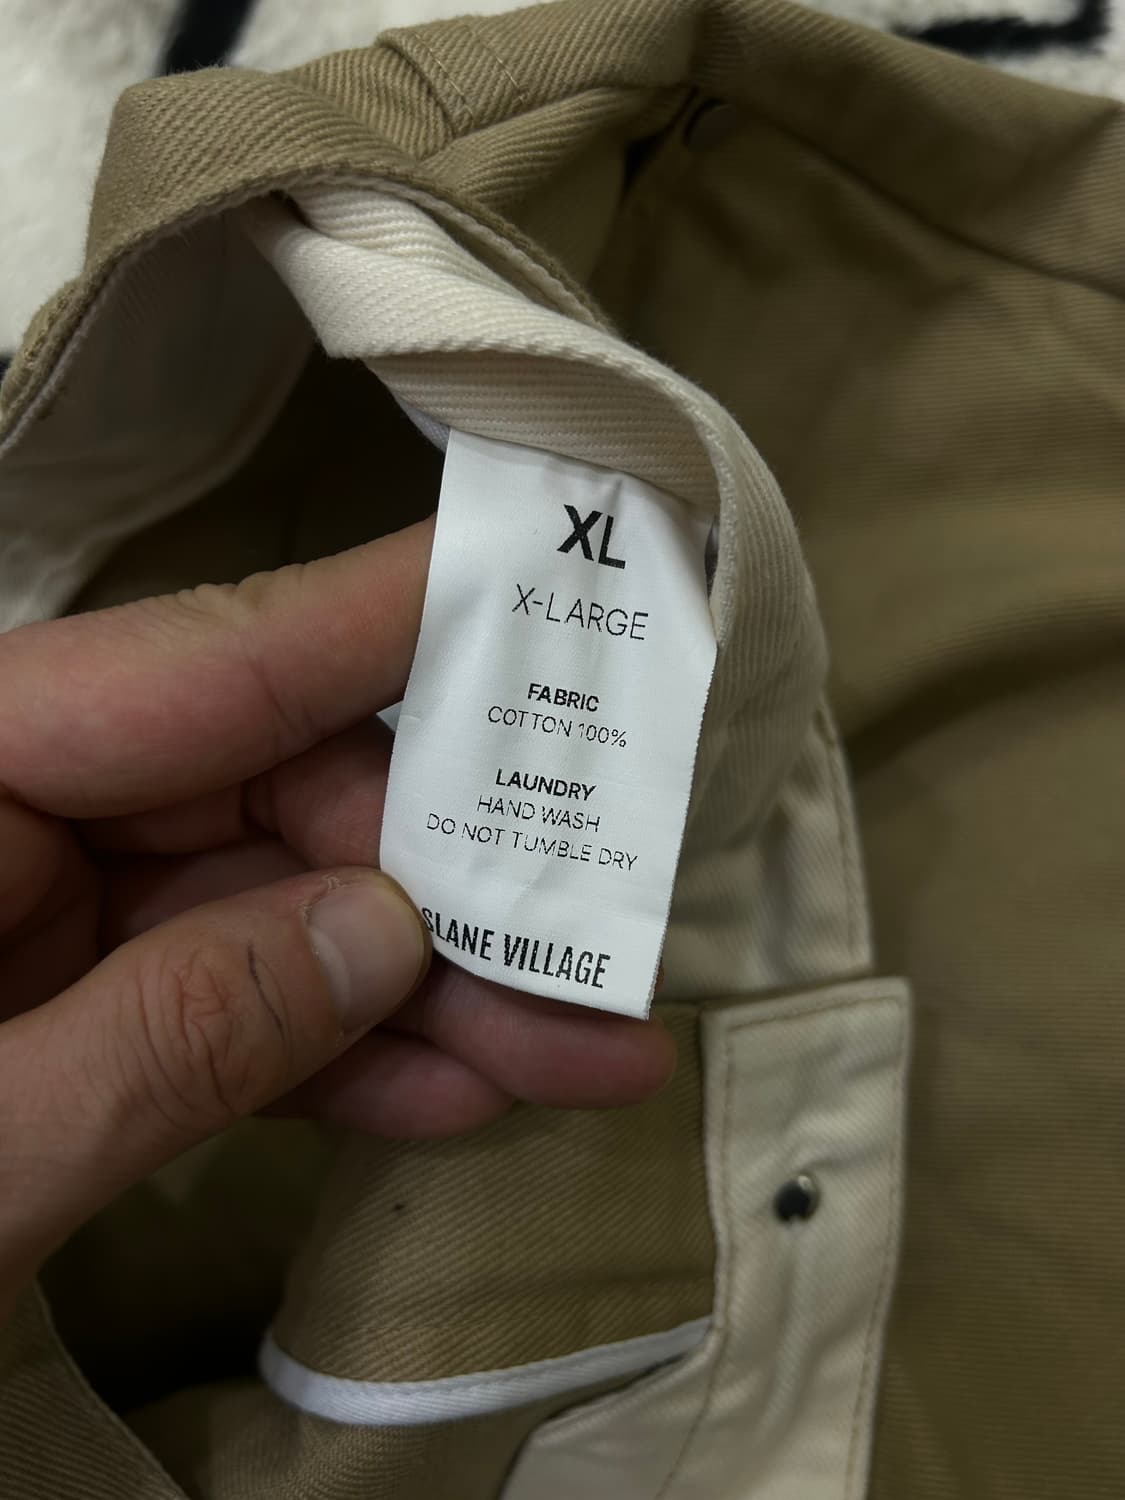 XL
X-LARGE
FABRIC
COTTON 100%
LAUNDRY
HAND WASH
DO NOT TUMBLE DRY
SLANE VILLAGE